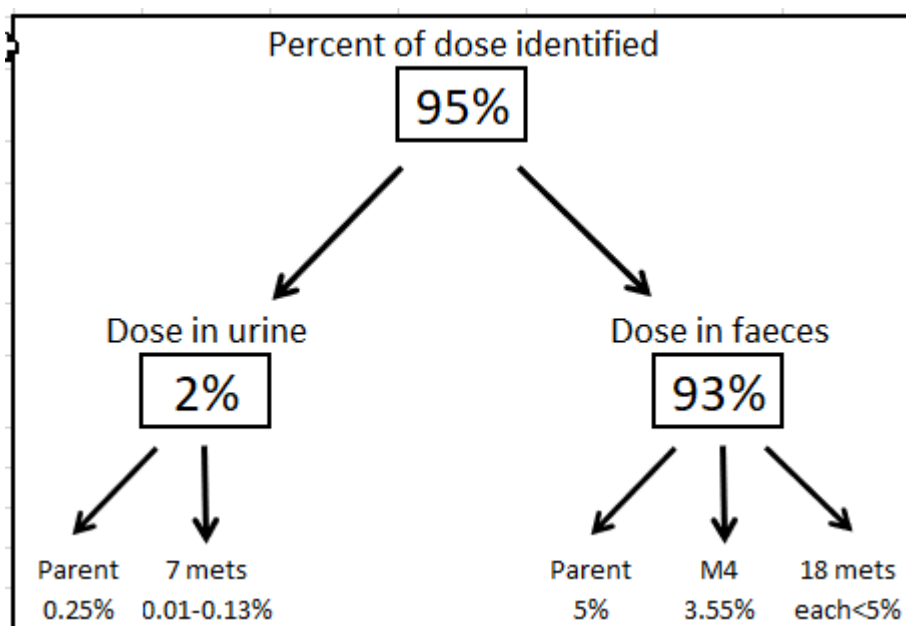 Percent of dose identified
95%
Dose in urine
Dose in faeces
2%
93%
Parent
7 mets
Parent
M4
18 mets
0.25%
0.01-0.13%
5%
3.55%
each<5%